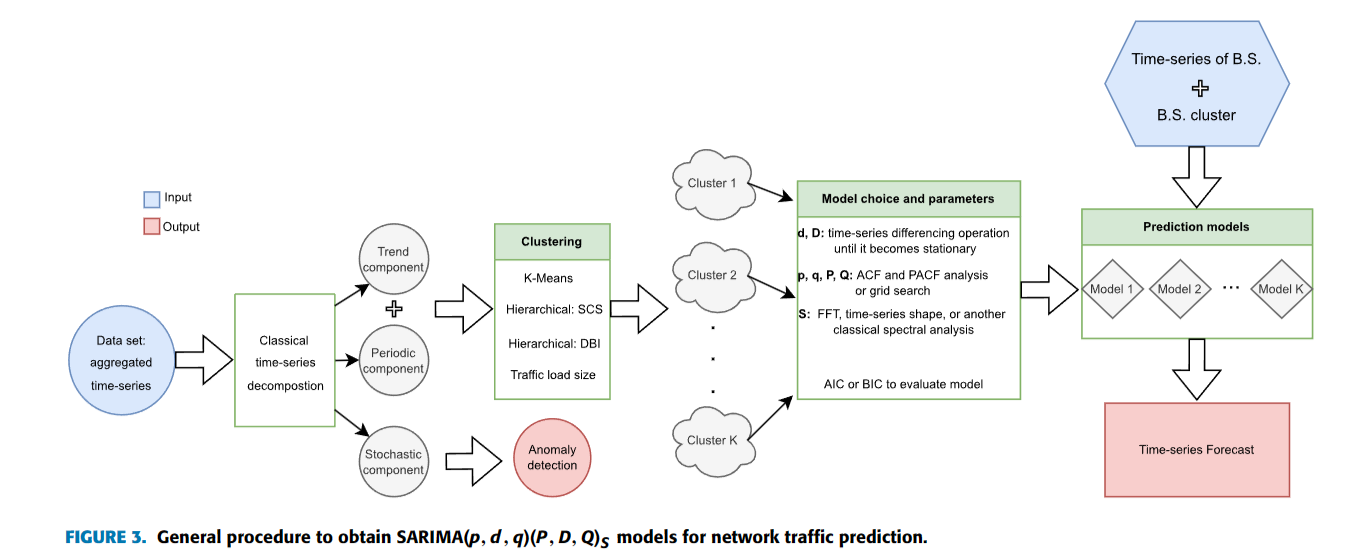 Time-series of B.S.
+
B.S. cluster
Input
Output
Data set:
aggregated
time-series
Classical
time-series
decompostion
Trend
component
+
Periodic
component
Stochastic
component
Clustering
K-Means
Hierarchical: SCS
Hierarchical: DBI
Traffic load size
Anomaly
detection
Cluster 1
Cluster 2
.
.
.
Cluster K
Model choice and parameters
d, D: time-series differencing operation
until it becomes stationary
p, q, P, Q: ACF and PACF analysis
or grid search
S: FFT, time-series shape, or another
classical spectral analysis
AIC or BIC to evaluate model
Prediction models
Model 1
Model 2
...
Model K
Time-series Forecast
FIGURE 3. General procedure to obtain SARIMA(p, d, q)(P, D, Q)S models for network traffic prediction.